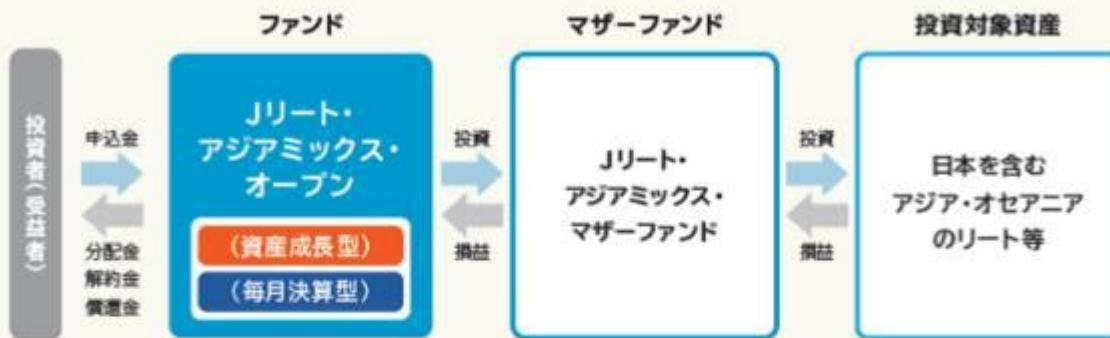 ファンド
マザーファンド
投資対象資産
投資者(受益者)
申込金
分配金
解約金
償還金
Jリート・
アジアミックス・
オープン
(資産成長型)
(毎月決算型)
投資
損益
Jリート・
アジアミックス・
マザーファンド
投資
損益
日本を含む
アジア・オセアニア
のリート等